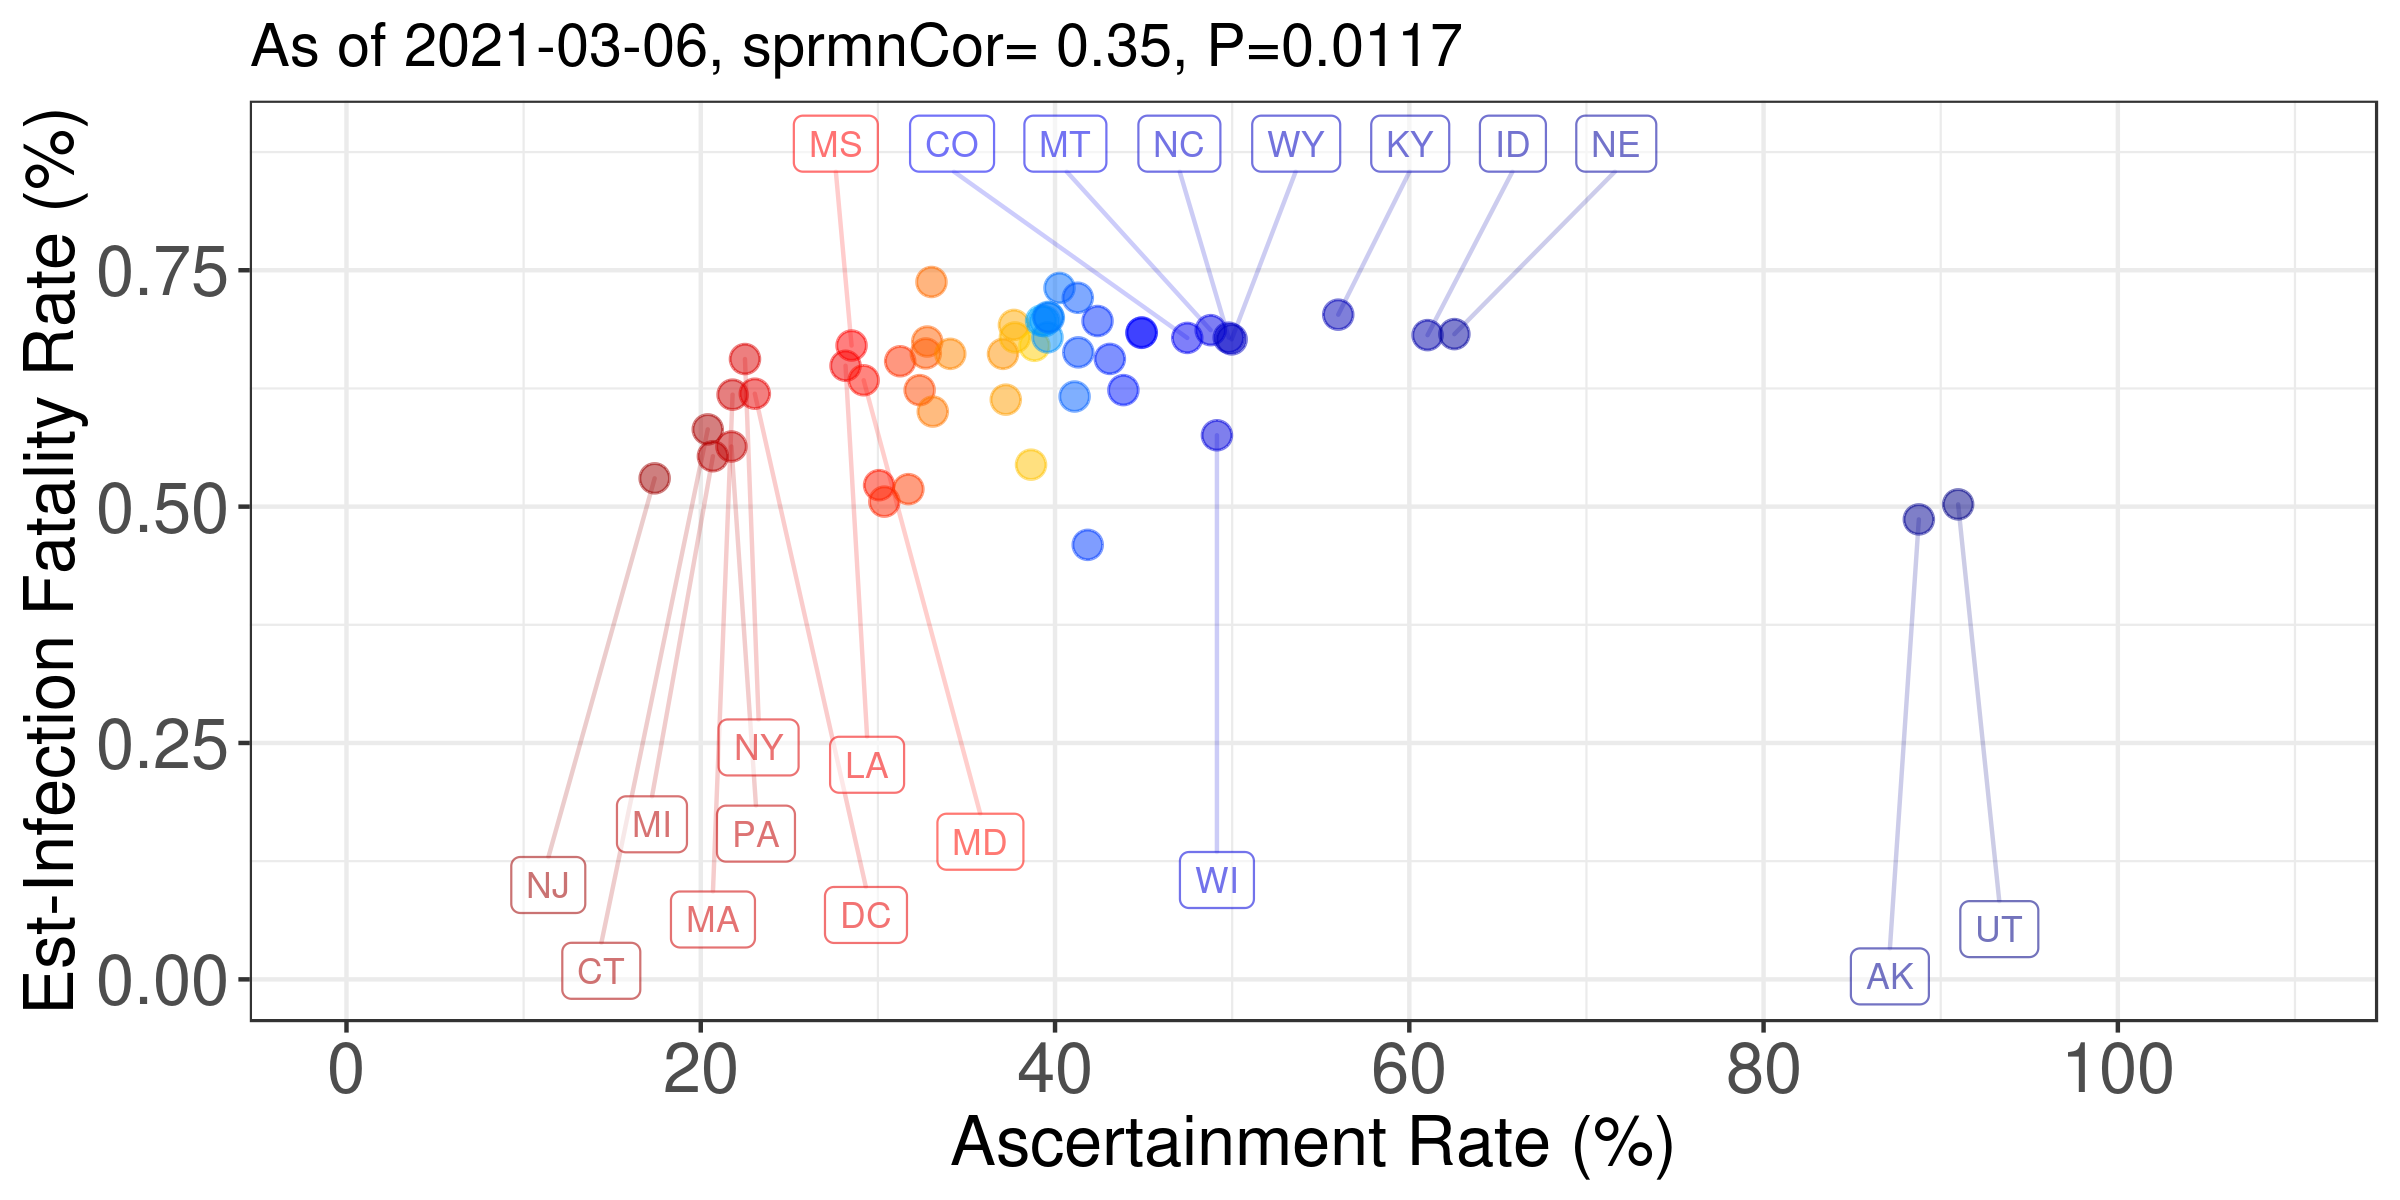 As of 2021-03-06, sprmnCor= 0.35, P=0.0117
MS CO MT NC WY KY ID NE
Est-Infection Fatality Rate (%)
0.75
0.50
0.25
0.00
NY LA
MI PA MD
NJ WI
MA DC UT
CT AK
0 20 40 60 80 100
Ascertainment Rate (%)